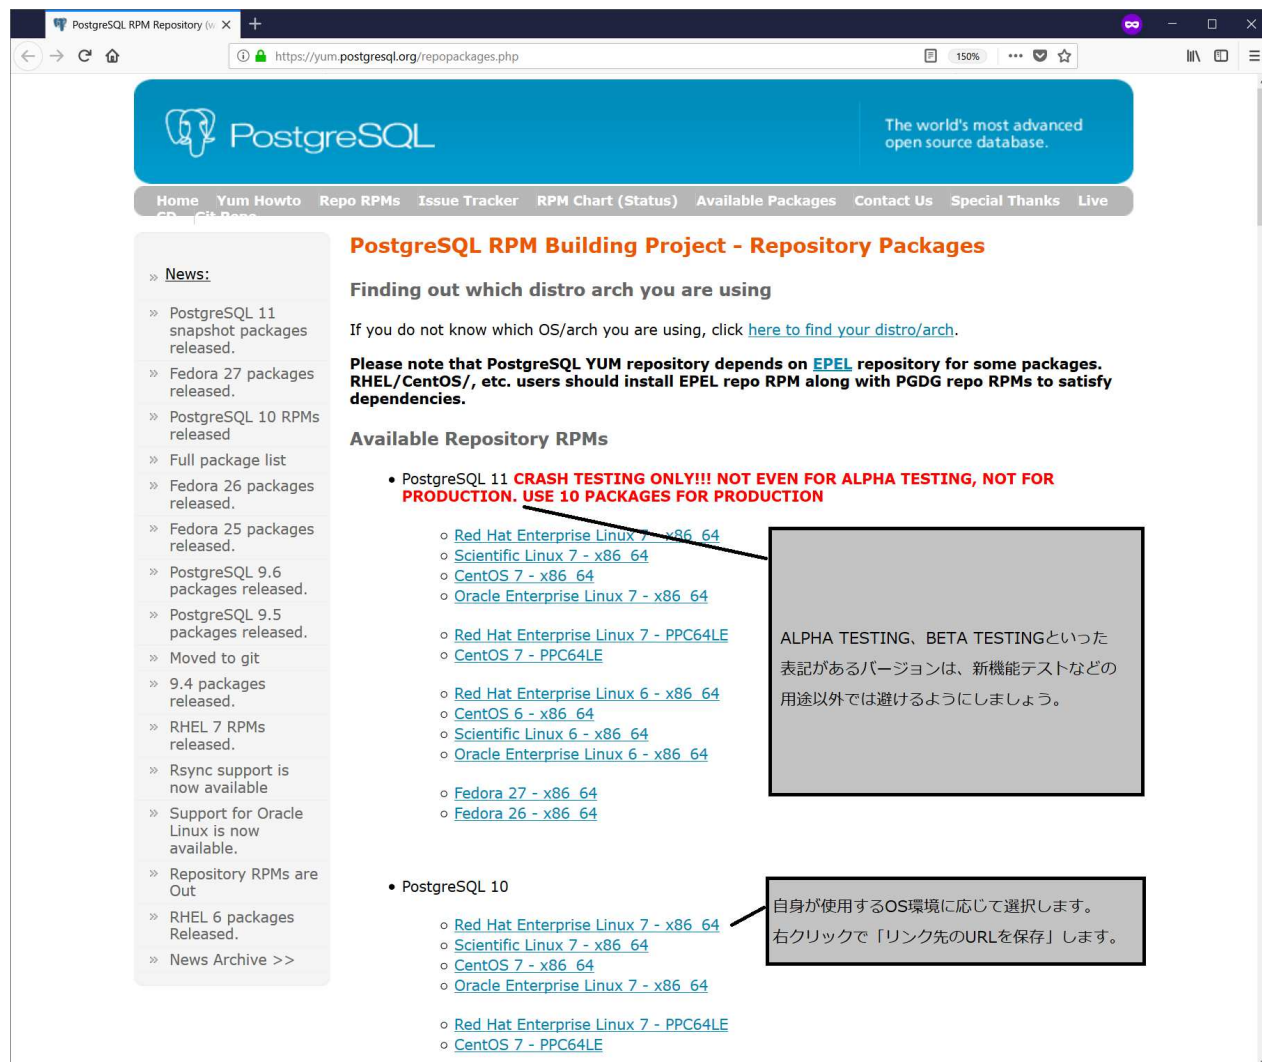 PostgreSQL RPM Repository (w
https://yum.postgresql.org/repopackages.php
150%
PostgreSQL
The world's most advanced
open source database.
Home Yum Howto Repo RPMs Issue Tracker RPM Chart (Status) Available Packages Contact Us Special Thanks Live
CD Git Repo
» News:
» PostgreSQL 11
snapshot packages
released.
» Fedora 27 packages
released.
» PostgreSQL 10 RPMs
released
» Full package list
» Fedora 26 packages
released.
» Fedora 25 packages
released.
» PostgreSQL 9.6
packages released.
» PostgreSQL 9.5
packages released.
» Moved to git
» 9.4 packages
released.
» RHEL 7 RPMs
released.
» Rsync support is
now available
» Support for Oracle
Linux is now
available.
» Repository RPMs are
Out
» RHEL 6 packages
Released.
» News Archive >>
PostgreSQL RPM Building Project - Repository Packages
Finding out which distro arch you are using
If you do not know which OS/arch you are using, click here to find your distro/arch.
Please note that PostgreSQL YUM repository depends on EPEL repository for some packages.
RHEL/CentOS/, etc. users should install EPEL repo RPM along with PGDG repo RPMs to satisfy
dependencies.
Available Repository RPMs
• PostgreSQL 11 CRASH TESTING ONLY!!! NOT EVEN FOR ALPHA TESTING, NOT FOR
PRODUCTION. USE 10 PACKAGES FOR PRODUCTION
Red Hat Enterprise Linux 7 - x86_64
Scientific Linux 7 - x86_64
CentOS 7 - x86_64
Oracle Enterprise Linux 7 - x86_64
Red Hat Enterprise Linux 7 - PPC64LE
CentOS 7 - PPC64LE
Red Hat Enterprise Linux 6 - x86_64
CentOS 6 - x86_64
Scientific Linux 6 - x86_64
Oracle Enterprise Linux 6 - x86_64
Fedora 27 - x86_64
Fedora 26 - x86_64
ALPHA TESTING、BETA TESTINGといった
表記があるバージョンは、新機能テストなどの
用途以外では避けるようにしましょう。
• PostgreSQL 10
Red Hat Enterprise Linux 7 - x86_64
Scientific Linux 7 - x86_64
CentOS 7 - x86_64
Oracle Enterprise Linux 7 - x86_64
Red Hat Enterprise Linux 7 - PPC64LE
CentOS 7 - PPC64LE
自身が使用するOS環境に応じて選択します。
右クリックで「リンク先のURLを保存」します。